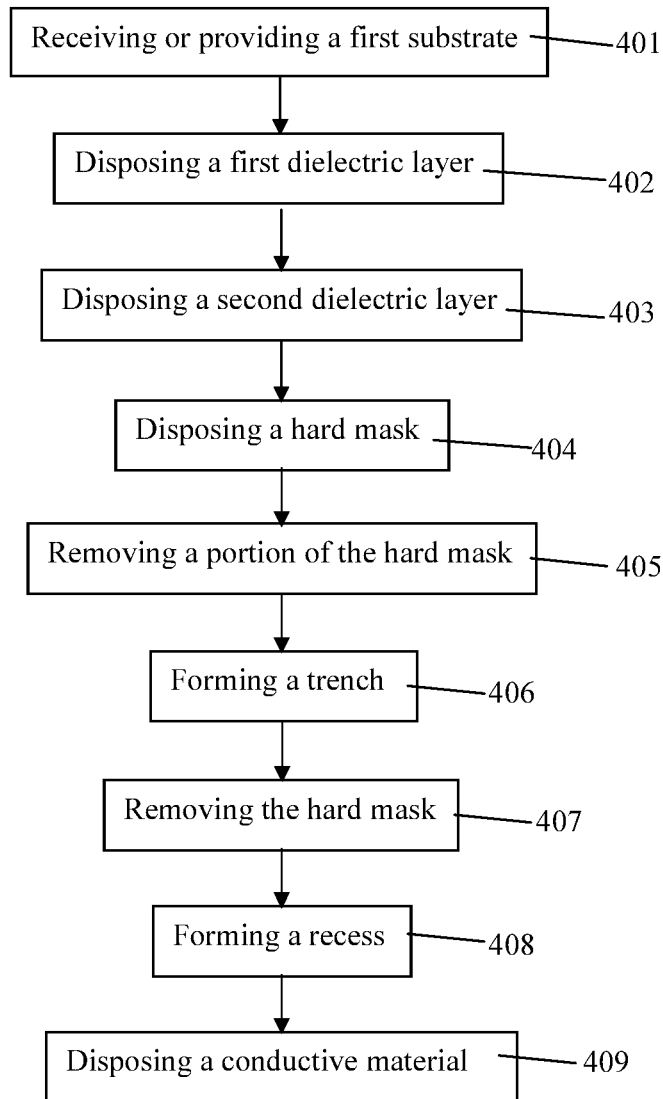 Receiving or providing a first substrate
401
Disposing a first dielectric layer
402
Disposing a second dielectric layer
403
Disposing a hard mask
404
Removing a portion of the hard mask
405
Forming a trench
406
Removing the hard mask
407
Forming a recess
408
Disposing a conductive material
409